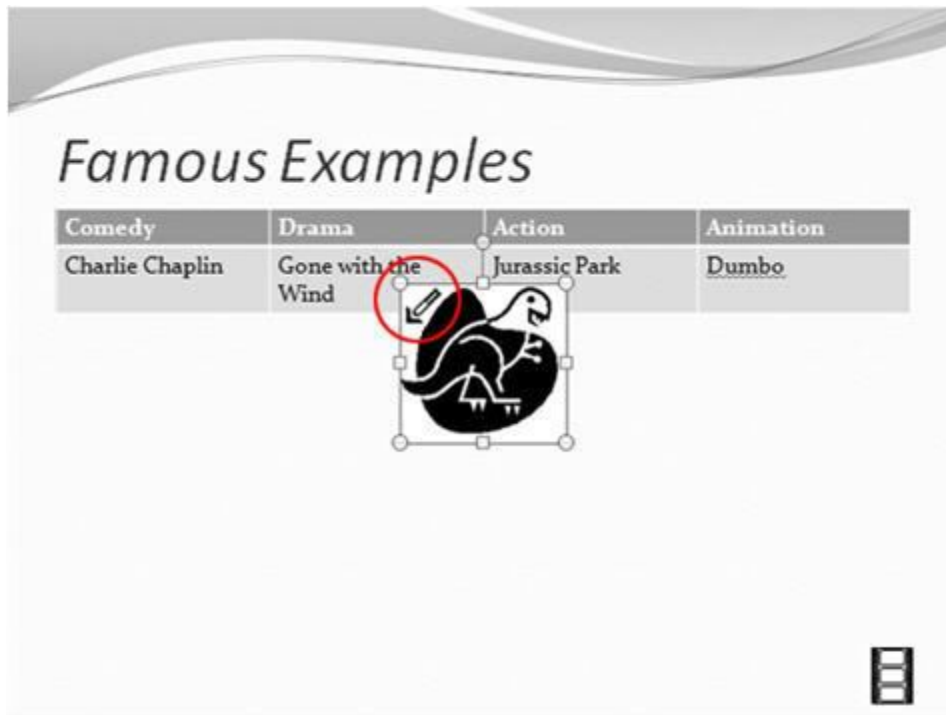 Famous Examples
Comedy Drama Action Animation
Charlie Chaplin Gone with the Jurassic Park Dumbo
Wind